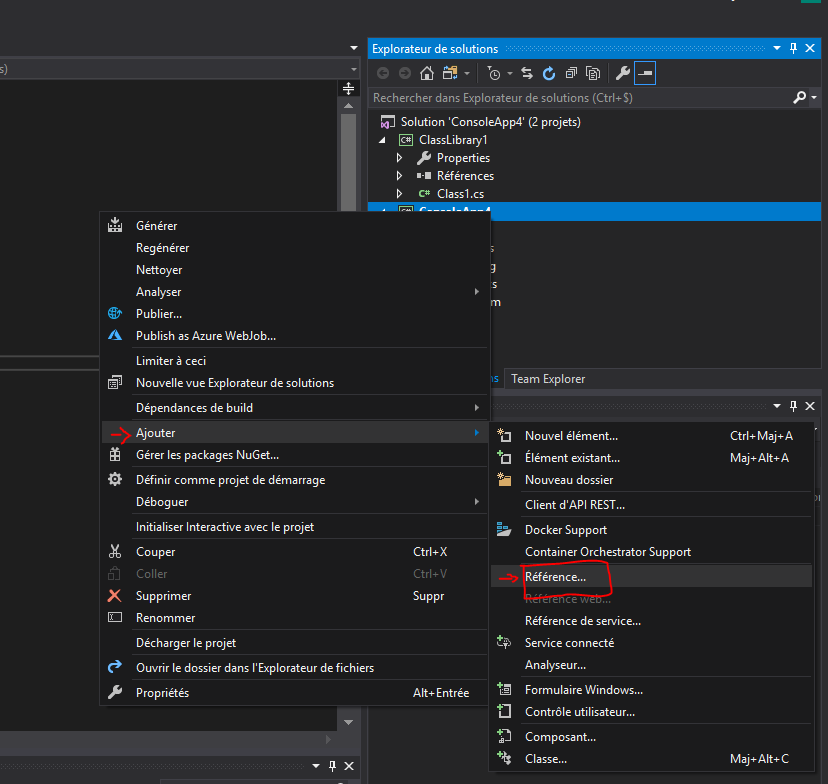 s)
Explorateur de solutions
Rechercher dans Explorateur de solutions (Ctrl+$)
Solution 'ConsoleApp4' (2 projets)
ClassLibrary1
Properties
Références
Class1.cs
ConsoleApp4
s
g
ts
m
ns
Team Explorer
Générer
Regénérer
Nettoyer
Analyser
Publier...
Publish as Azure WebJob...
Limiter à ceci
Nouvelle vue Explorateur de solutions
Dépendances de build
Ajouter
Gérer les packages NuGet...
Définir comme projet de démarrage
Déboguer
Initialiser Interactive avec le projet
Couper Ctrl+X
Coller Ctrl+V
Supprimer Suppr
Renommer
Décharger le projet
Ouvrir le dossier dans l'Explorateur de fichiers
Propriétés Alt+Entrée
Nouvel élément... Ctrl+Maj+A
Élément existant... Maj+Alt+A
Nouveau dossier
Client d'API REST...
Docker Support
Container Orchestrator Support
Référence...
Référence web...
Référence de service...
Service connecté
Analyseur...
Formulaire Windows...
Contrôle utilisateur...
Composant...
Classe... Maj+Alt+C